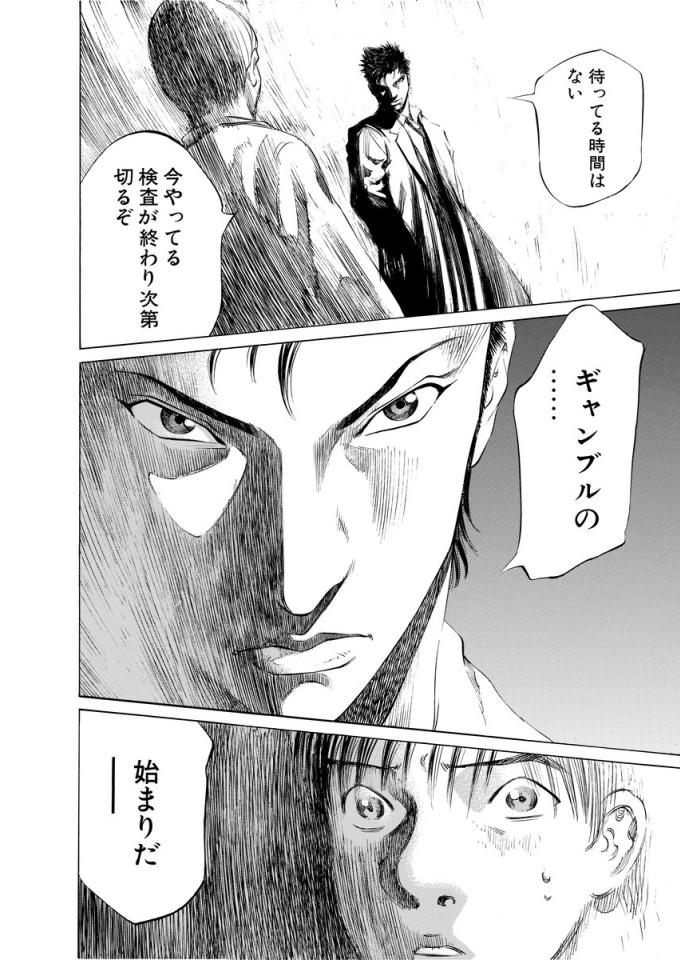 待ってる時間は
ない
今やってる
検査が終わり次第
切るぞ
ギャンブルの
……
始まりだ
──